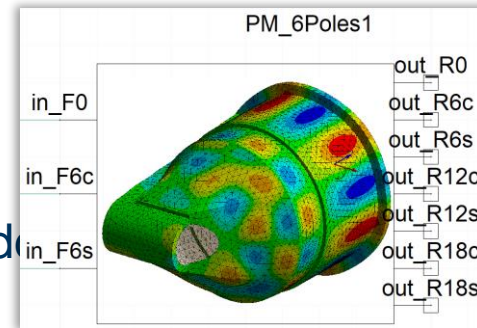 PM_6Poles1
out_R0
in_F0
out_R6c
out_R6s
in_F6c
out_R12c
out_R12s
in_F6s
out_R18c
out_R18s